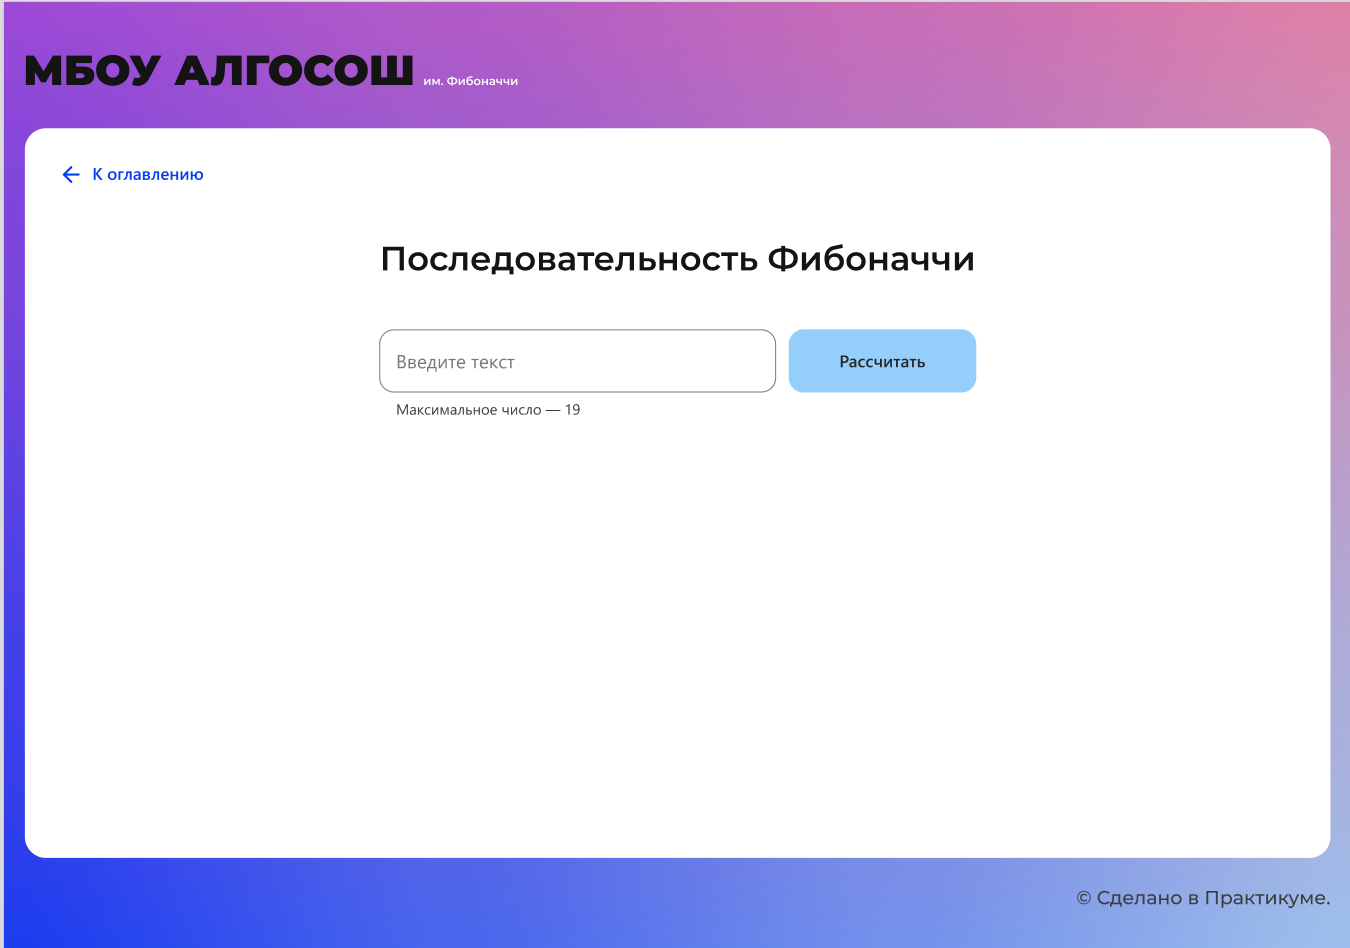 МБОУ АЛГОСОШ им. Фибоначчи
К оглавлению
Последовательность Фибоначчи
Введите текст
Рассчитать
Максимальное число — 19
© Сделано в Практикуме.